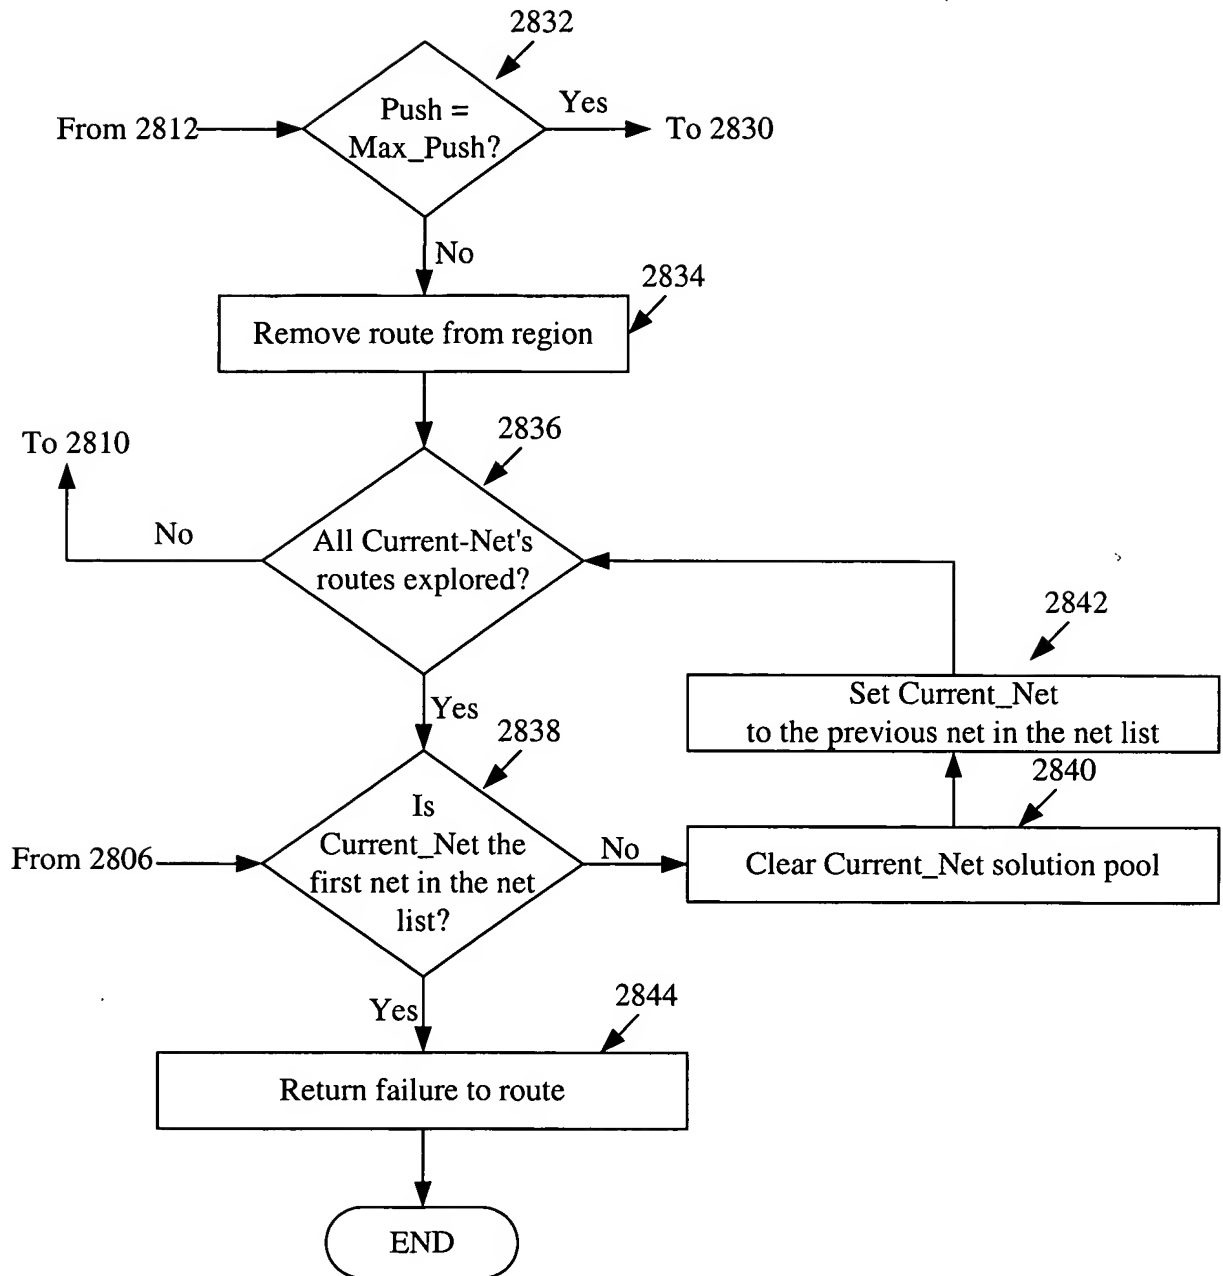 2832
Push =
Max_Push?
Yes
From 2812
To 2830
No
2834
Remove route from region
2836
To 2810
No
All Current-Net's
routes explored?
2842
Set Current_Net
to the previous net in the net list
Yes
2838
2840
Is
Current_Net the
first net in the net
list?
From 2806
No
Clear Current_Net solution pool
Yes
2844
Return failure to route
END